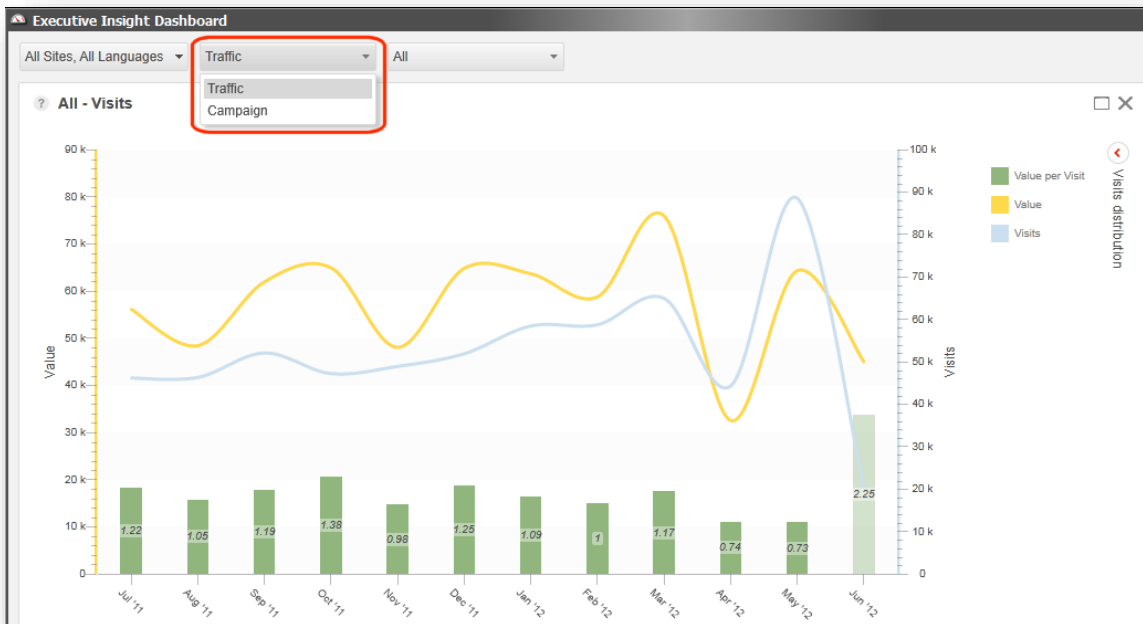 Executive Insight Dashboard
All Sites, All Languages Traffic All
Traffic
Campaign
? All - Visits
90 k
80 k
70 k
60 k
50 k
40 k
30 k
20 k
10 k
0
Value
100 k
90 k
80 k
70 k
60 k
50 k
40 k
30 k
20 k
10 k
0
Visits
Value per Visit
Value
Visits
Visits distribution
1.22 1.05 1.19 1.38 0.98 1.25 1.09 1 1.17 0.74 0.73 2.25
Jul '11 Aug '11 Sep '11 Oct '11 Nov '11 Dec '11 Jan '12 Feb '12 Mar '12 Apr '12 May '12 Jun '12